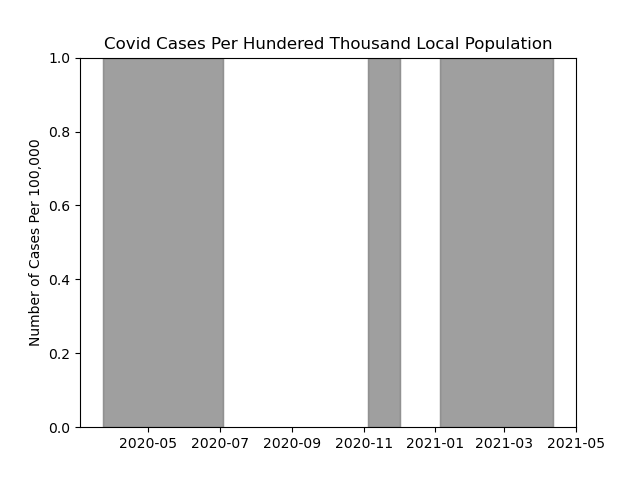 Covid Cases Per Hundered Thousand Local Population
Number of Cases Per 100,000
1.0
0.8
0.6
0.4
0.2
0.0
2020-05 2020-07 2020-09 2020-11 2021-01 2021-03 2021-05